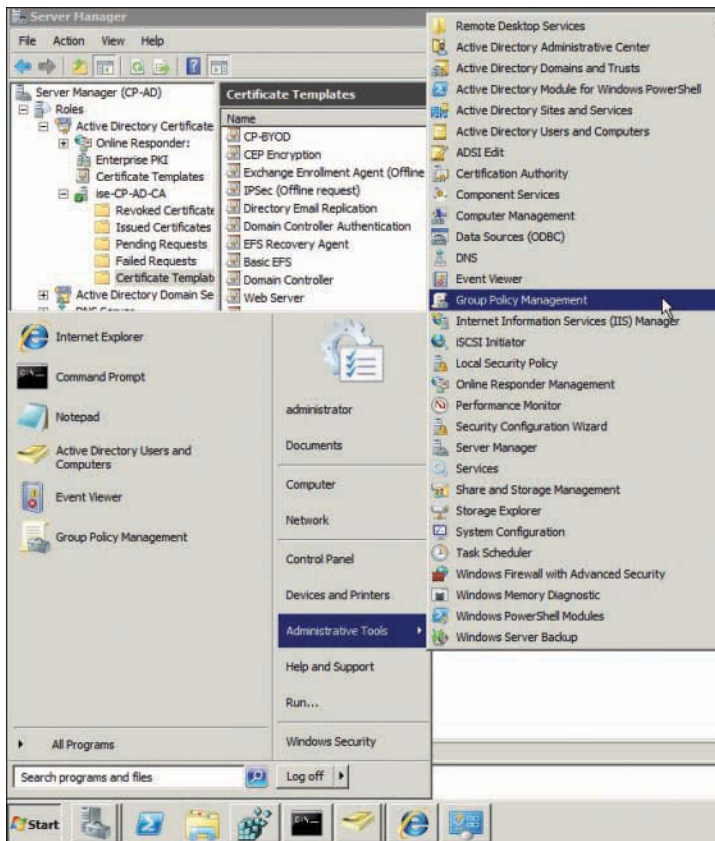 Server Manager
File Action View Help
Server Manager (CP-AD)
Roles
Active Directory Certificate
Online Responder:
Enterprise PKI
Certificate Templates
ise-CP-AD-CA
Revoked Certificate
Issued Certificates
Pending Requests
Failed Requests
Certificate Templat
Active Directory Domain Se
DNS Server
Certificate Templates
Name
CP-BYOD
CEP Encryption
Exchange Enrollment Agent (Offline
IPSec (Offline request)
Directory Email Replication
Domain Controller Authentication
EFS Recovery Agent
Basic EFS
Domain Controller
Web Server
Internet Explorer
Command Prompt
Notepad
Active Directory Users and
Computers
Event Viewer
Group Policy Management
All Programs
Search programs and files
administrator
Documents
Computer
Network
Control Panel
Devices and Printers
Administrative Tools
Help and Support
Run...
Windows Security
Log off
Remote Desktop Services
Active Directory Administrative Center
Active Directory Domains and Trusts
Active Directory Module for Windows PowerShell
Active Directory Sites and Services
Active Directory Users and Computers
ADSI Edit
Certification Authority
Component Services
Computer Management
Data Sources (ODBC)
DNS
Event Viewer
Group Policy Management
Internet Information Services (IIS) Manager
iSCSI Initiator
Local Security Policy
Online Responder Management
Performance Monitor
Security Configuration Wizard
Server Manager
Services
Share and Storage Management
Storage Explorer
System Configuration
Task Scheduler
Windows Firewall with Advanced Security
Windows Memory Diagnostic
Windows PowerShell Modules
Windows Server Backup
Start